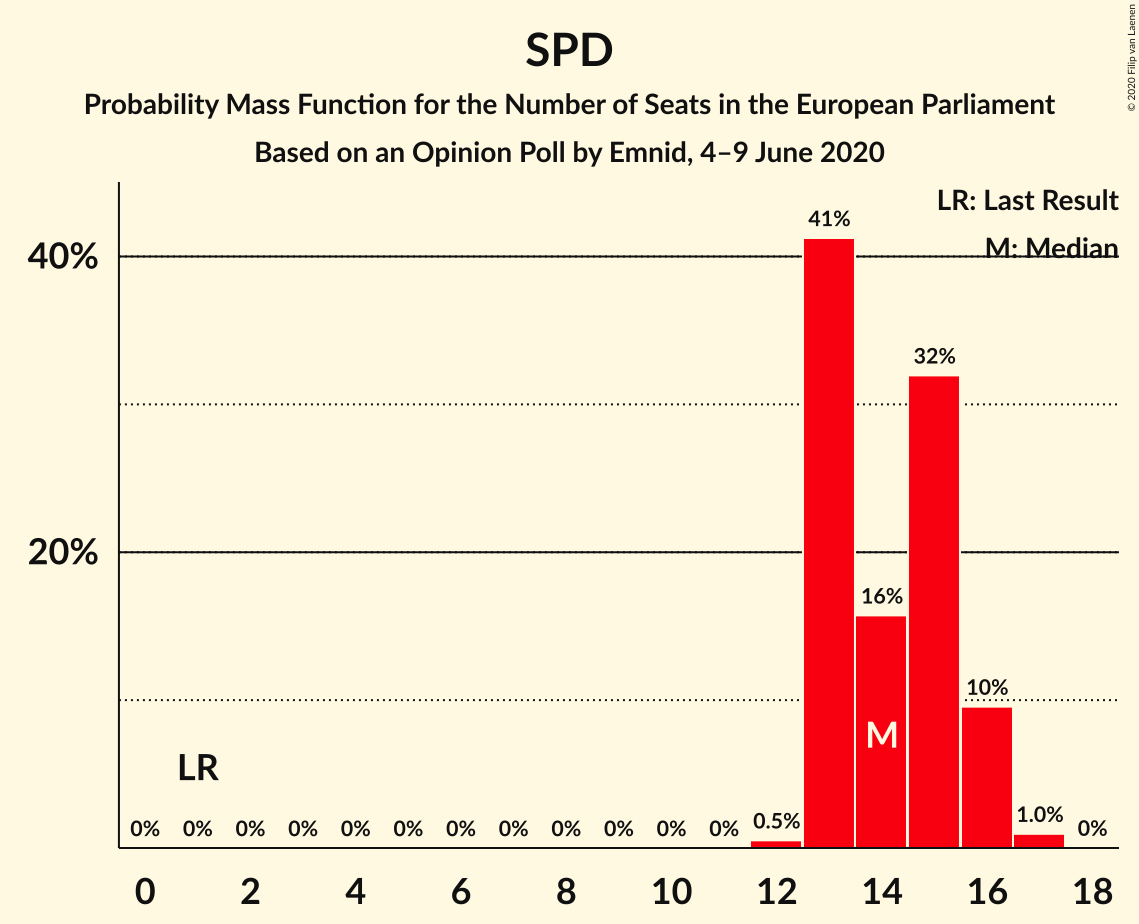 SPD
Probability Mass Function for the Number of Seats in the European Parliament
Based on an Opinion Poll by Emnid, 4–9 June 2020
© 2020 Filip van Laenen
LR: Last Result
M: Median
40%
20%
41%
32%
16%
10%
M
LR
0% 0% 0% 0% 0% 0% 0% 0% 0% 0% 0% 0% 0.5% 1.0% 0%
0 2 4 6 8 10 12 14 16 18